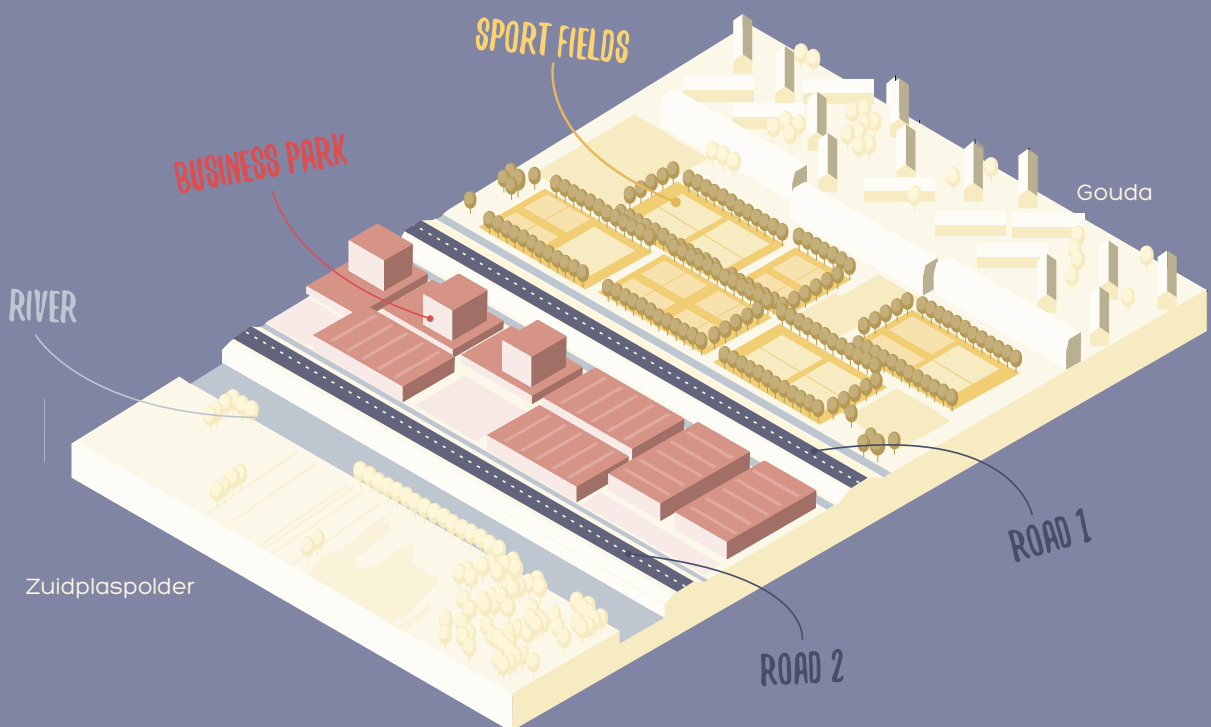 SPORT FIELDS
BUSINESS PARK
Gouda
RIVER
ROAD 1
Zuidplaspolder
ROAD 2